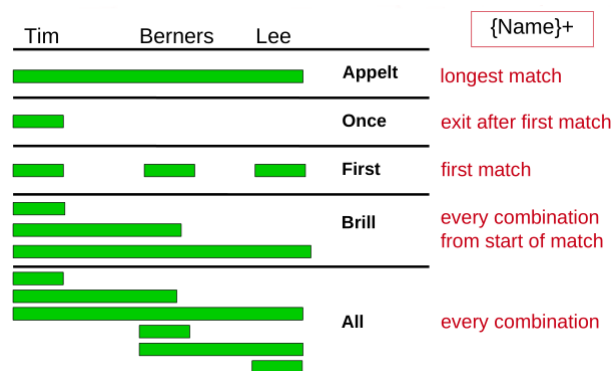 Tim Berners Lee {Name}+
Appelt longest match
Once exit after first match
First first match
Brill every combination
from start of match
All every combination